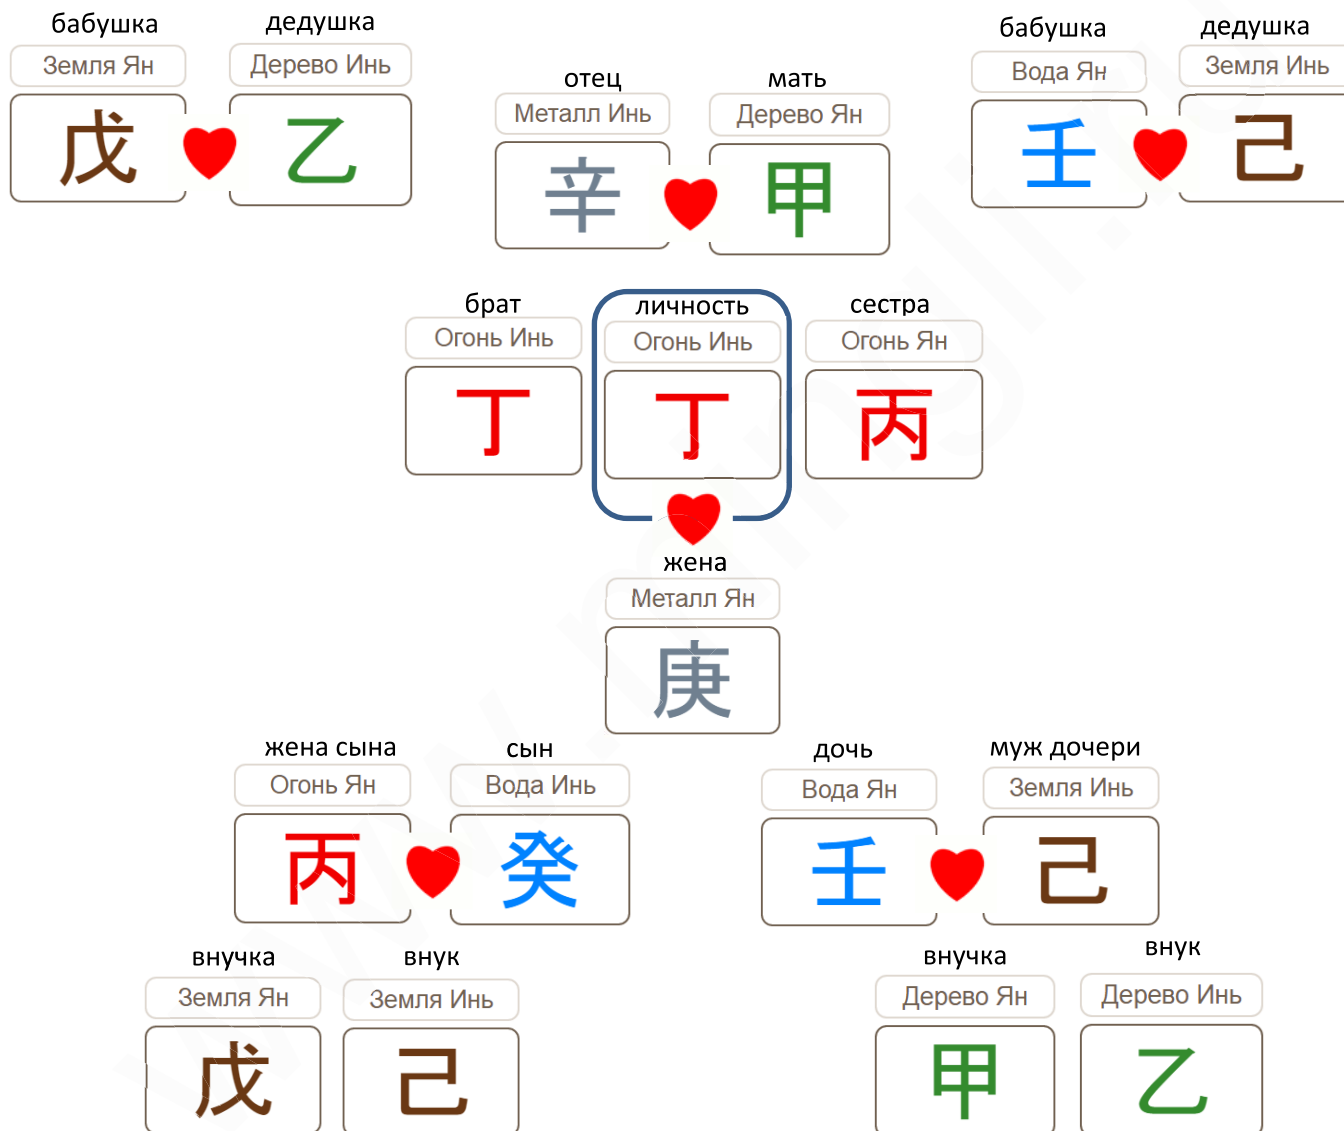 бабушка
Земля Ян
戊
дедушка
Дерево Инь
乙
отец
Металл Инь
辛
мать
Дерево Ян
甲
бабушка
Вода Ян
壬
дедушка
Земля Инь
己
брат
Огонь Инь
丁
личность
Огонь Инь
丁
сестра
Огонь Ян
丙
жена
Металл Ян
庚
жена сына
Огонь Ян
丙
сын
Вода Инь
癸
дочь
Вода Ян
壬
муж дочери
Земля Инь
己
внучка
Земля Ян
戊
внук
Земля Инь
己
внучка
Дерево Ян
甲
внук
Дерево Инь
乙